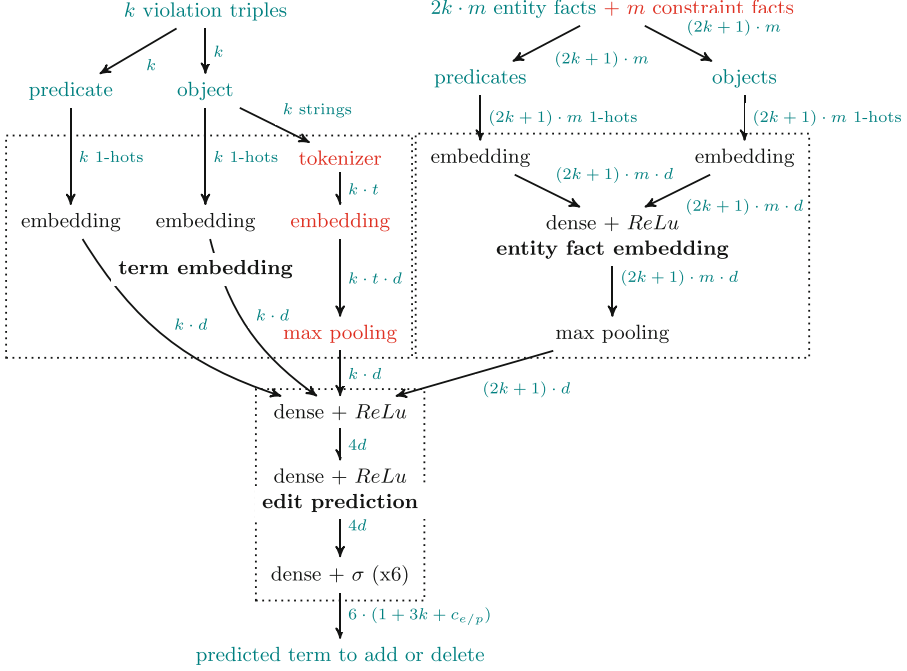 k violation triples
2k · m entity facts + m constraint facts
k
k
(2k + 1) · m
(2k + 1) · m
predicate
object
predicates
objects
k strings
(2k + 1) · m 1-hots
(2k + 1) · m 1-hots
k 1-hots
k 1-hots
tokenizer
embedding
embedding
k · t
(2k + 1) · m · d
(2k + 1) · m · d
embedding
embedding
embedding
dense + ReLu
entity fact embedding
term embedding
k · t · d
(2k + 1) · m · d
k · d
k · d
max pooling
max pooling
k · d
(2k + 1) · d
dense + ReLu
4d
dense + ReLu
edit prediction
4d
dense + σ (x6)
6 · (1 + 3k + c_{e/p})
predicted term to add or delete